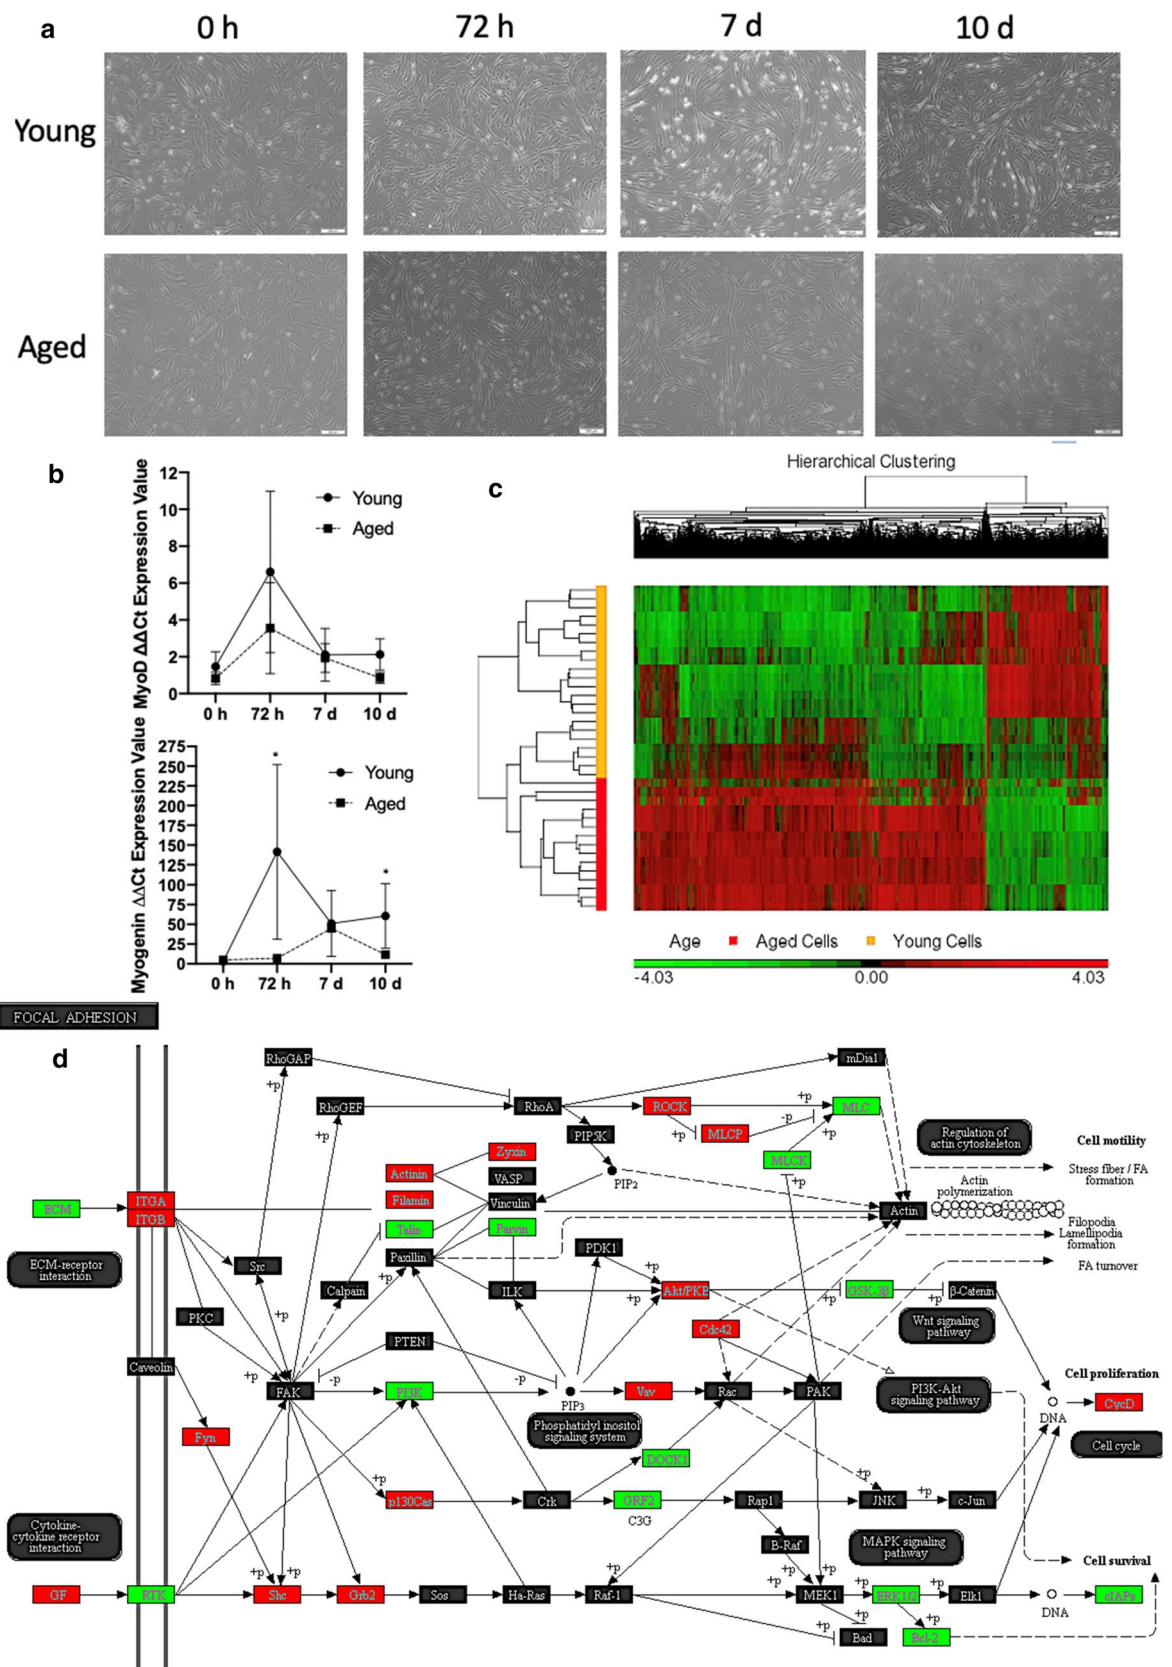 a
0 h
72 h
7 d
10 d
Young
Aged
b
MyoD ΔΔCt Expression Value
12
10
8
6
4
2
0
Young
Aged
0 h
72 h
7 d
10 d
Myogenin ΔΔCt Expression Value
275
250
225
200
175
150
125
100
75
50
25
0
*
*
Young
Aged
0 h
72 h
7 d
10 d
c
Hierarchical Clustering
Age
Aged Cells
Young Cells
-4.03
0.00
4.03
FOCAL ADHESION
d
RhoGAP
mDia1
+p
RhoGEF
RhoA
ROCK
+p
MLC
-p
+p
MLCP
+p
+p
PIP5K
MLCK
+p
Regulation of
actin cytoskeleton
Cell motility
Stress fiber / FA
formation
Zyxin
Actinin
VASP
PIP2
Filamin
Vinculin
Actin
polymerization
ECM
ITGA
ITGB
Talin
Parvin
Actin
Filopodia
Lamellipodia
formation
ECM-receptor
interaction
Src
Paxillin
PDK1
FA turnover
+p
+p
Calpain
ILK
+p
Akt/PKB
+p
GSK-3β
+p
β-Catenin
+p
PKC
Cdc42
Wnt signaling
pathway
PTEN
Caveolin
+p
FAK
-p
PI3K
-p
PIP3
Vav
Rac
PAK
PI3K-Akt
signaling pathway
Cell proliferation
DNA
CycD
Phosphatidyl inositol
signaling system
Fyn
DOCK1
Cell cycle
+p
+p
p130Cas
Crk
GRF2
C3G
Rap1
JNK
+p
c-Jun
Cytokine-
cytokine receptor
interaction
B-Raf
MAPK signaling
pathway
Cell survival
+p
+p
+p
+p
+p
GF
RTK
Shc
Grb2
Sos
Ha-Ras
Raf-1
+p
MEK1
+p
ERK1/2
+p
Elk1
DNA
cIAPs
+p
+p
+p
Bad
Bcl-2